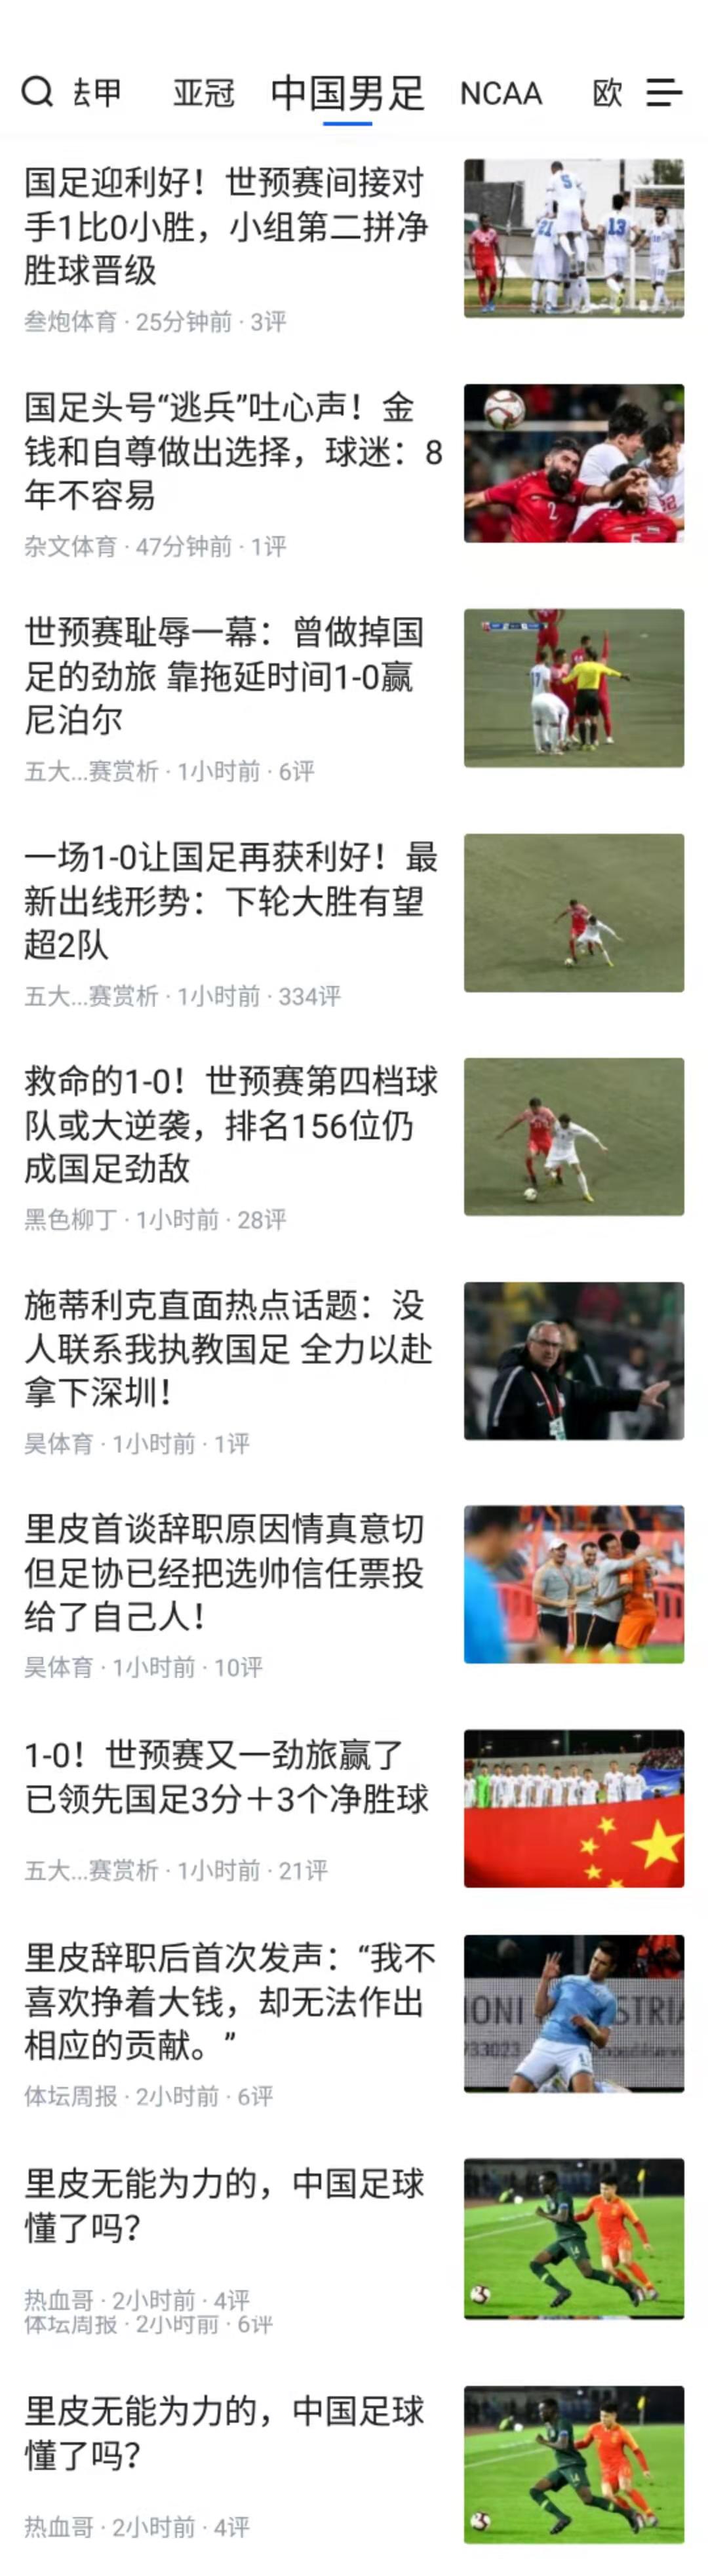 法甲 亚冠 中国男足 NCAA 欧
国足迎利好！世预赛间接对
手1比0小胜，小组第二拼净
胜球晋级
叁炮体育 · 25分钟前 · 3评
国足头号“逃兵”吐心声！金
钱和自尊做出选择，球迷：8
年不容易
杂文体育 · 47分钟前 · 1评
世预赛耻辱一幕：曾做掉国
足的劲旅 靠拖延时间1-0赢
尼泊尔
五大...赛赏析 · 1小时前 · 6评
一场1-0让国足再获利好！最
新出线形势：下轮大胜有望
超2队
五大...赛赏析 · 1小时前 · 334评
救命的1-0！世预赛第四档球
队或大逆袭，排名156位仍
成国足劲敌
黑色柳丁 · 1小时前 · 28评
施蒂利克直面热点话题：没
人联系我执教国足 全力以赴
拿下深圳！
昊体育 · 1小时前 · 1评
里皮首谈辞职原因情真意切
但足协已经把选帅信任票投
给了自己人！
昊体育 · 1小时前 · 10评
1-0！世预赛又一劲旅赢了
已领先国足3分＋3个净胜球
五大...赛赏析 · 1小时前 · 21评
里皮辞职后首次发声：“我不
喜欢挣着大钱，却无法作出
相应的贡献。”
体坛周报 · 2小时前 · 6评
里皮无能为力的，中国足球
懂了吗？
热血哥 · 2小时前 · 4评
体坛周报 · 2小时前 · 6评
里皮无能为力的，中国足球
懂了吗？
热血哥 · 2小时前 · 4评